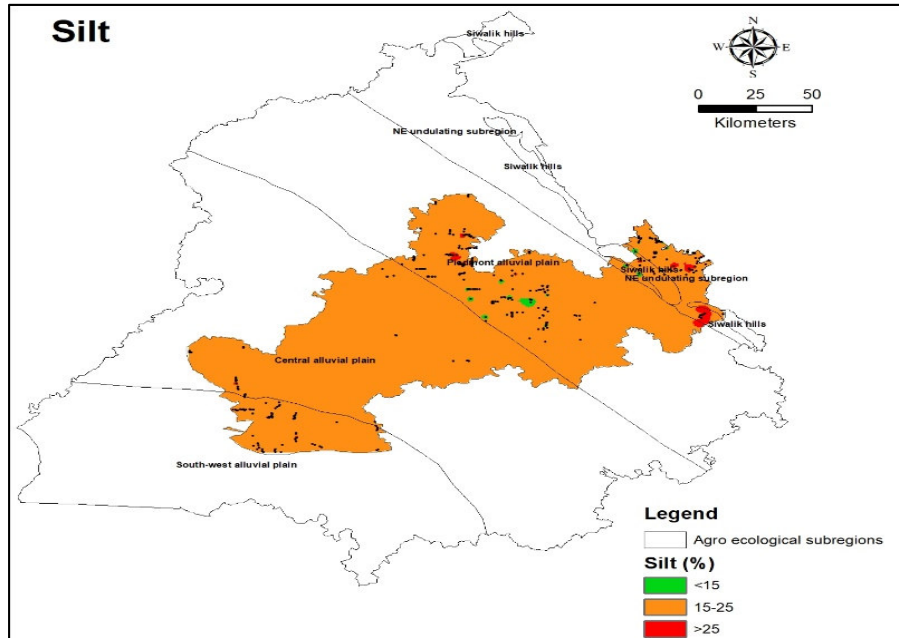 Silt
Siwalik hills
N
W E
S
0 25 50
Kilometers
NE undulating subregion
Siwalik hills
Piedmont alluvial plain
Siwalik hills
NE undulating subregion
Siwalik hills
Central alluvial plain
South-west alluvial plain
Legend
Agro ecological subregions
Silt (%)
<15
15-25
>25